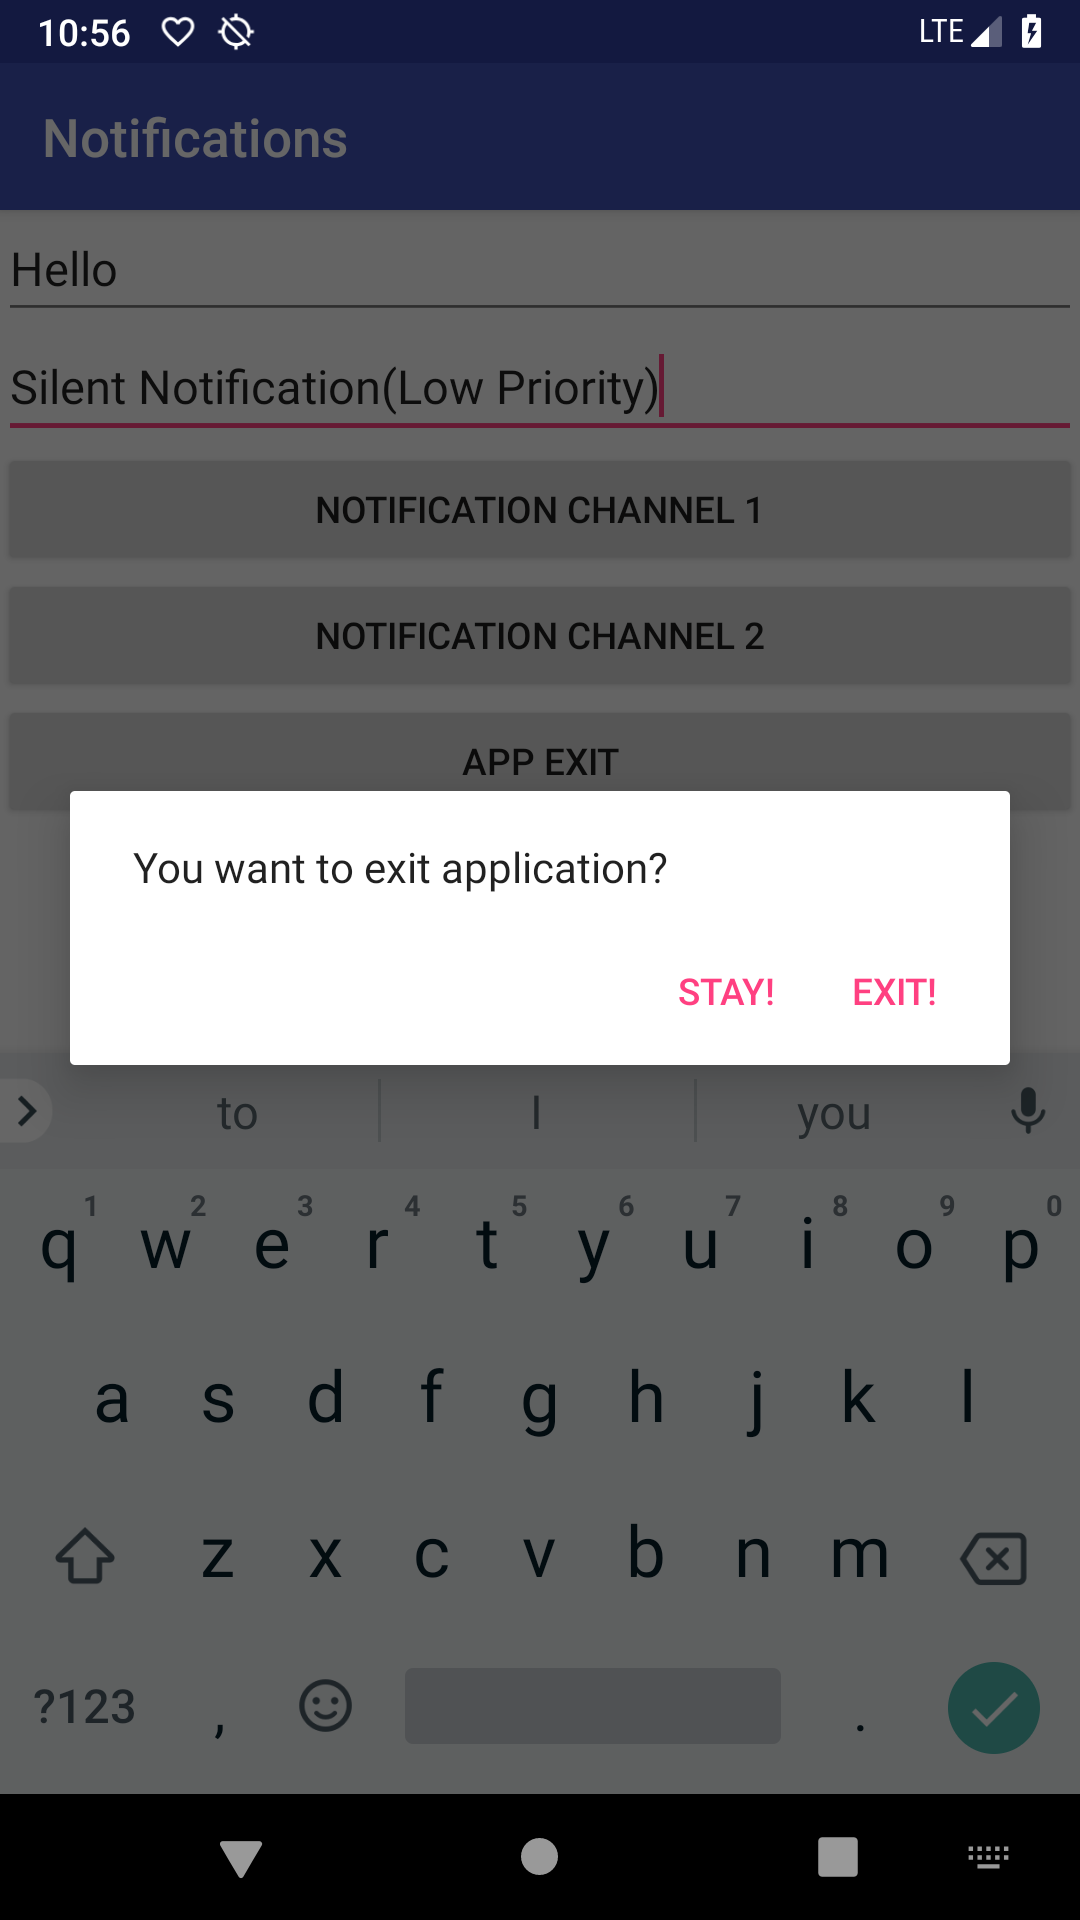 10:56 LTE
Notifications
Hello
Silent Notification(Low Priority)
NOTIFICATION CHANNEL 1
NOTIFICATION CHANNEL 2
APP EXIT
You want to exit application?
STAY! EXIT!
to I you
1 2 3 4 5 6 7 8 9 0
q w e r t y u i o p
a s d f g h j k l
z x c v b n m
?123 , .